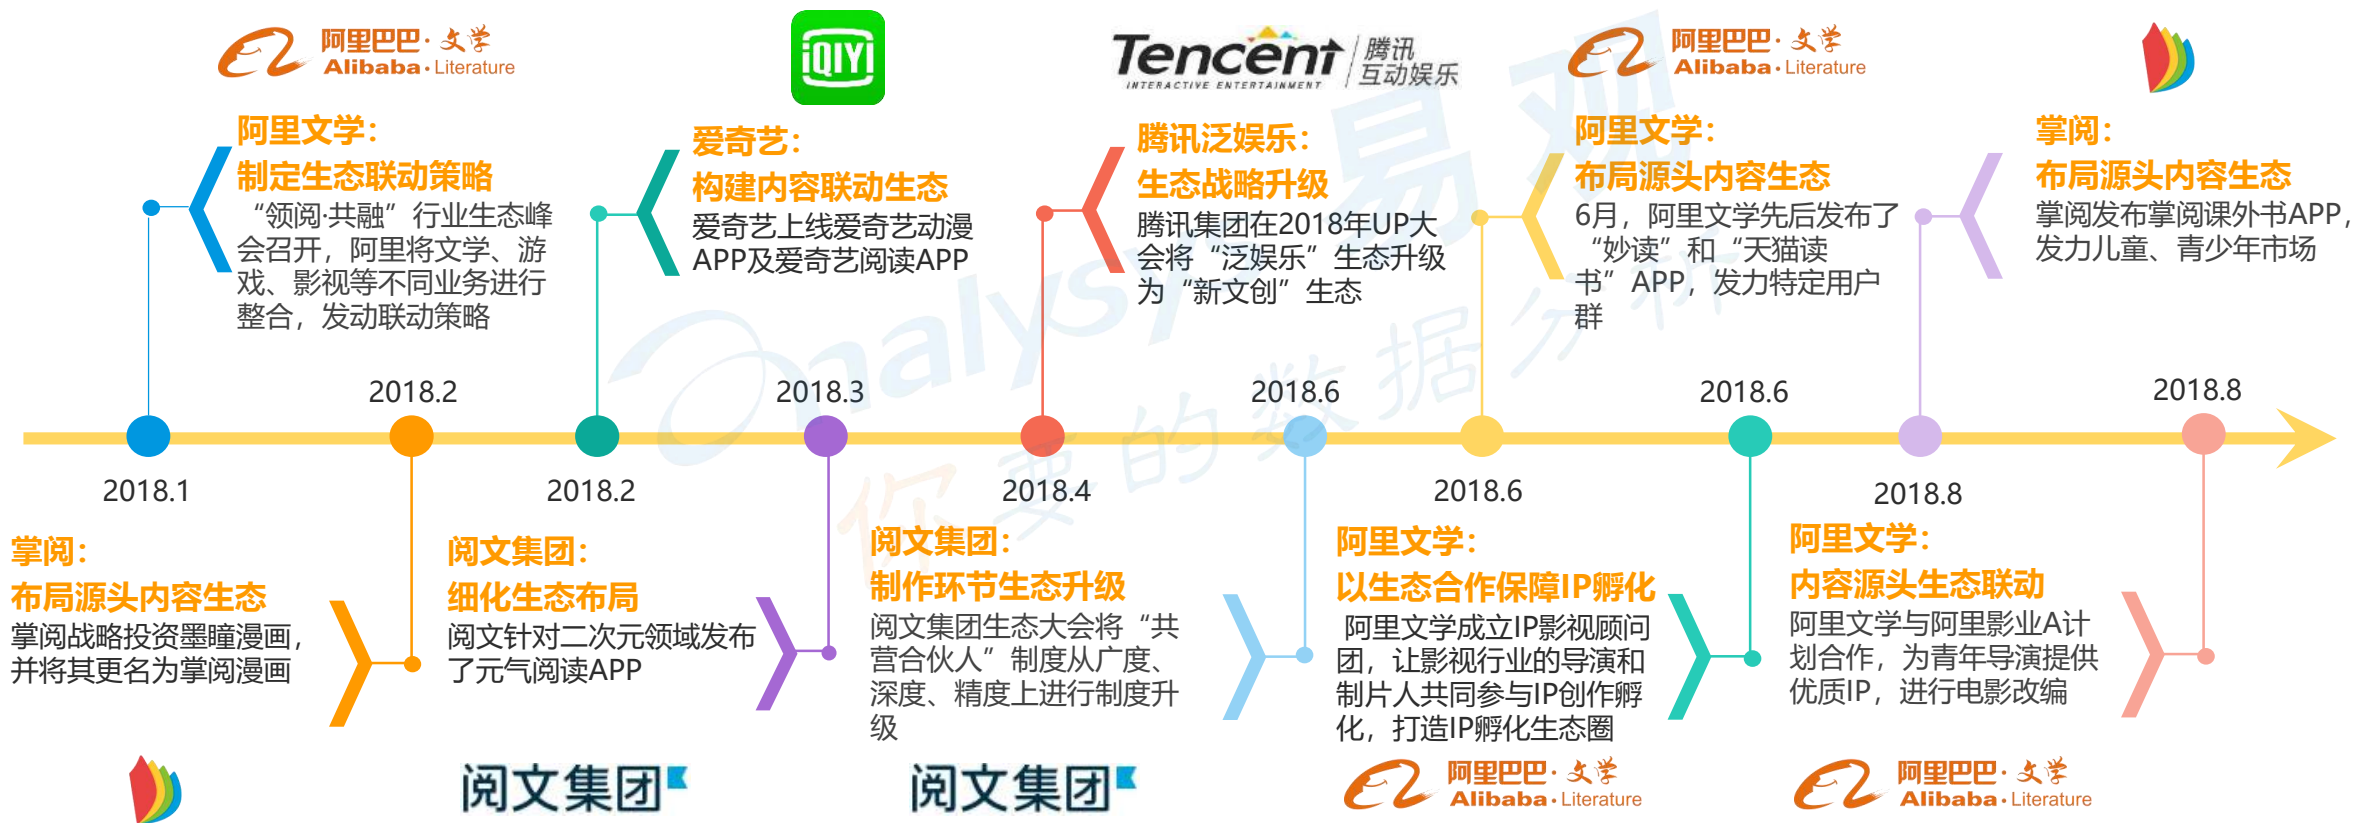 阿里巴巴·文学
Alibaba·Literature
iQIYI
Tencent
INTERACTIVE ENTERTAINMENT
腾讯
互动娱乐
阿里巴巴·文学
Alibaba·Literature
阿里文学：
制定生态联动策略
“领阅·共融”行业生态峰
会召开，阿里将文学、游
戏、影视等不同业务进行
整合，发动联动策略
爱奇艺：
构建内容联动生态
爱奇艺上线爱奇艺动漫
APP及爱奇艺阅读APP
腾讯泛娱乐：
生态战略升级
腾讯集团在2018年UP大
会将“泛娱乐”生态升级
为“新文创”生态
阿里文学：
布局源头内容生态
6月，阿里文学先后发布了
“妙读”和“天猫读
书”APP，发力特定用户
群
掌阅：
布局源头内容生态
掌阅发布掌阅课外书APP，
发力儿童、青少年市场
2018.2
2018.3
2018.6
2018.6
2018.8
2018.1
2018.2
2018.4
2018.6
2018.8
掌阅：
布局源头内容生态
掌阅战略投资墨瞳漫画，
并将其更名为掌阅漫画
阅文集团：
细化生态布局
阅文针对二次元领域发布
了元气阅读APP
阅文集团：
制作环节生态升级
阅文集团生态大会将“共
营合伙人”制度从广度、
深度、精度上进行制度升
级
阿里文学：
以生态合作保障IP孵化
阿里文学成立IP影视顾问
团，让影视行业的导演和
制片人共同参与IP创作孵
化，打造IP孵化生态圈
阿里文学：
内容源头生态联动
阿里文学与阿里影业A计
划合作，为青年导演提供
优质IP，进行电影改编
阅文集团
阅文集团
阿里巴巴·文学
Alibaba·Literature
阿里巴巴·文学
Alibaba·Literature
analysys易观
你要的数据分析